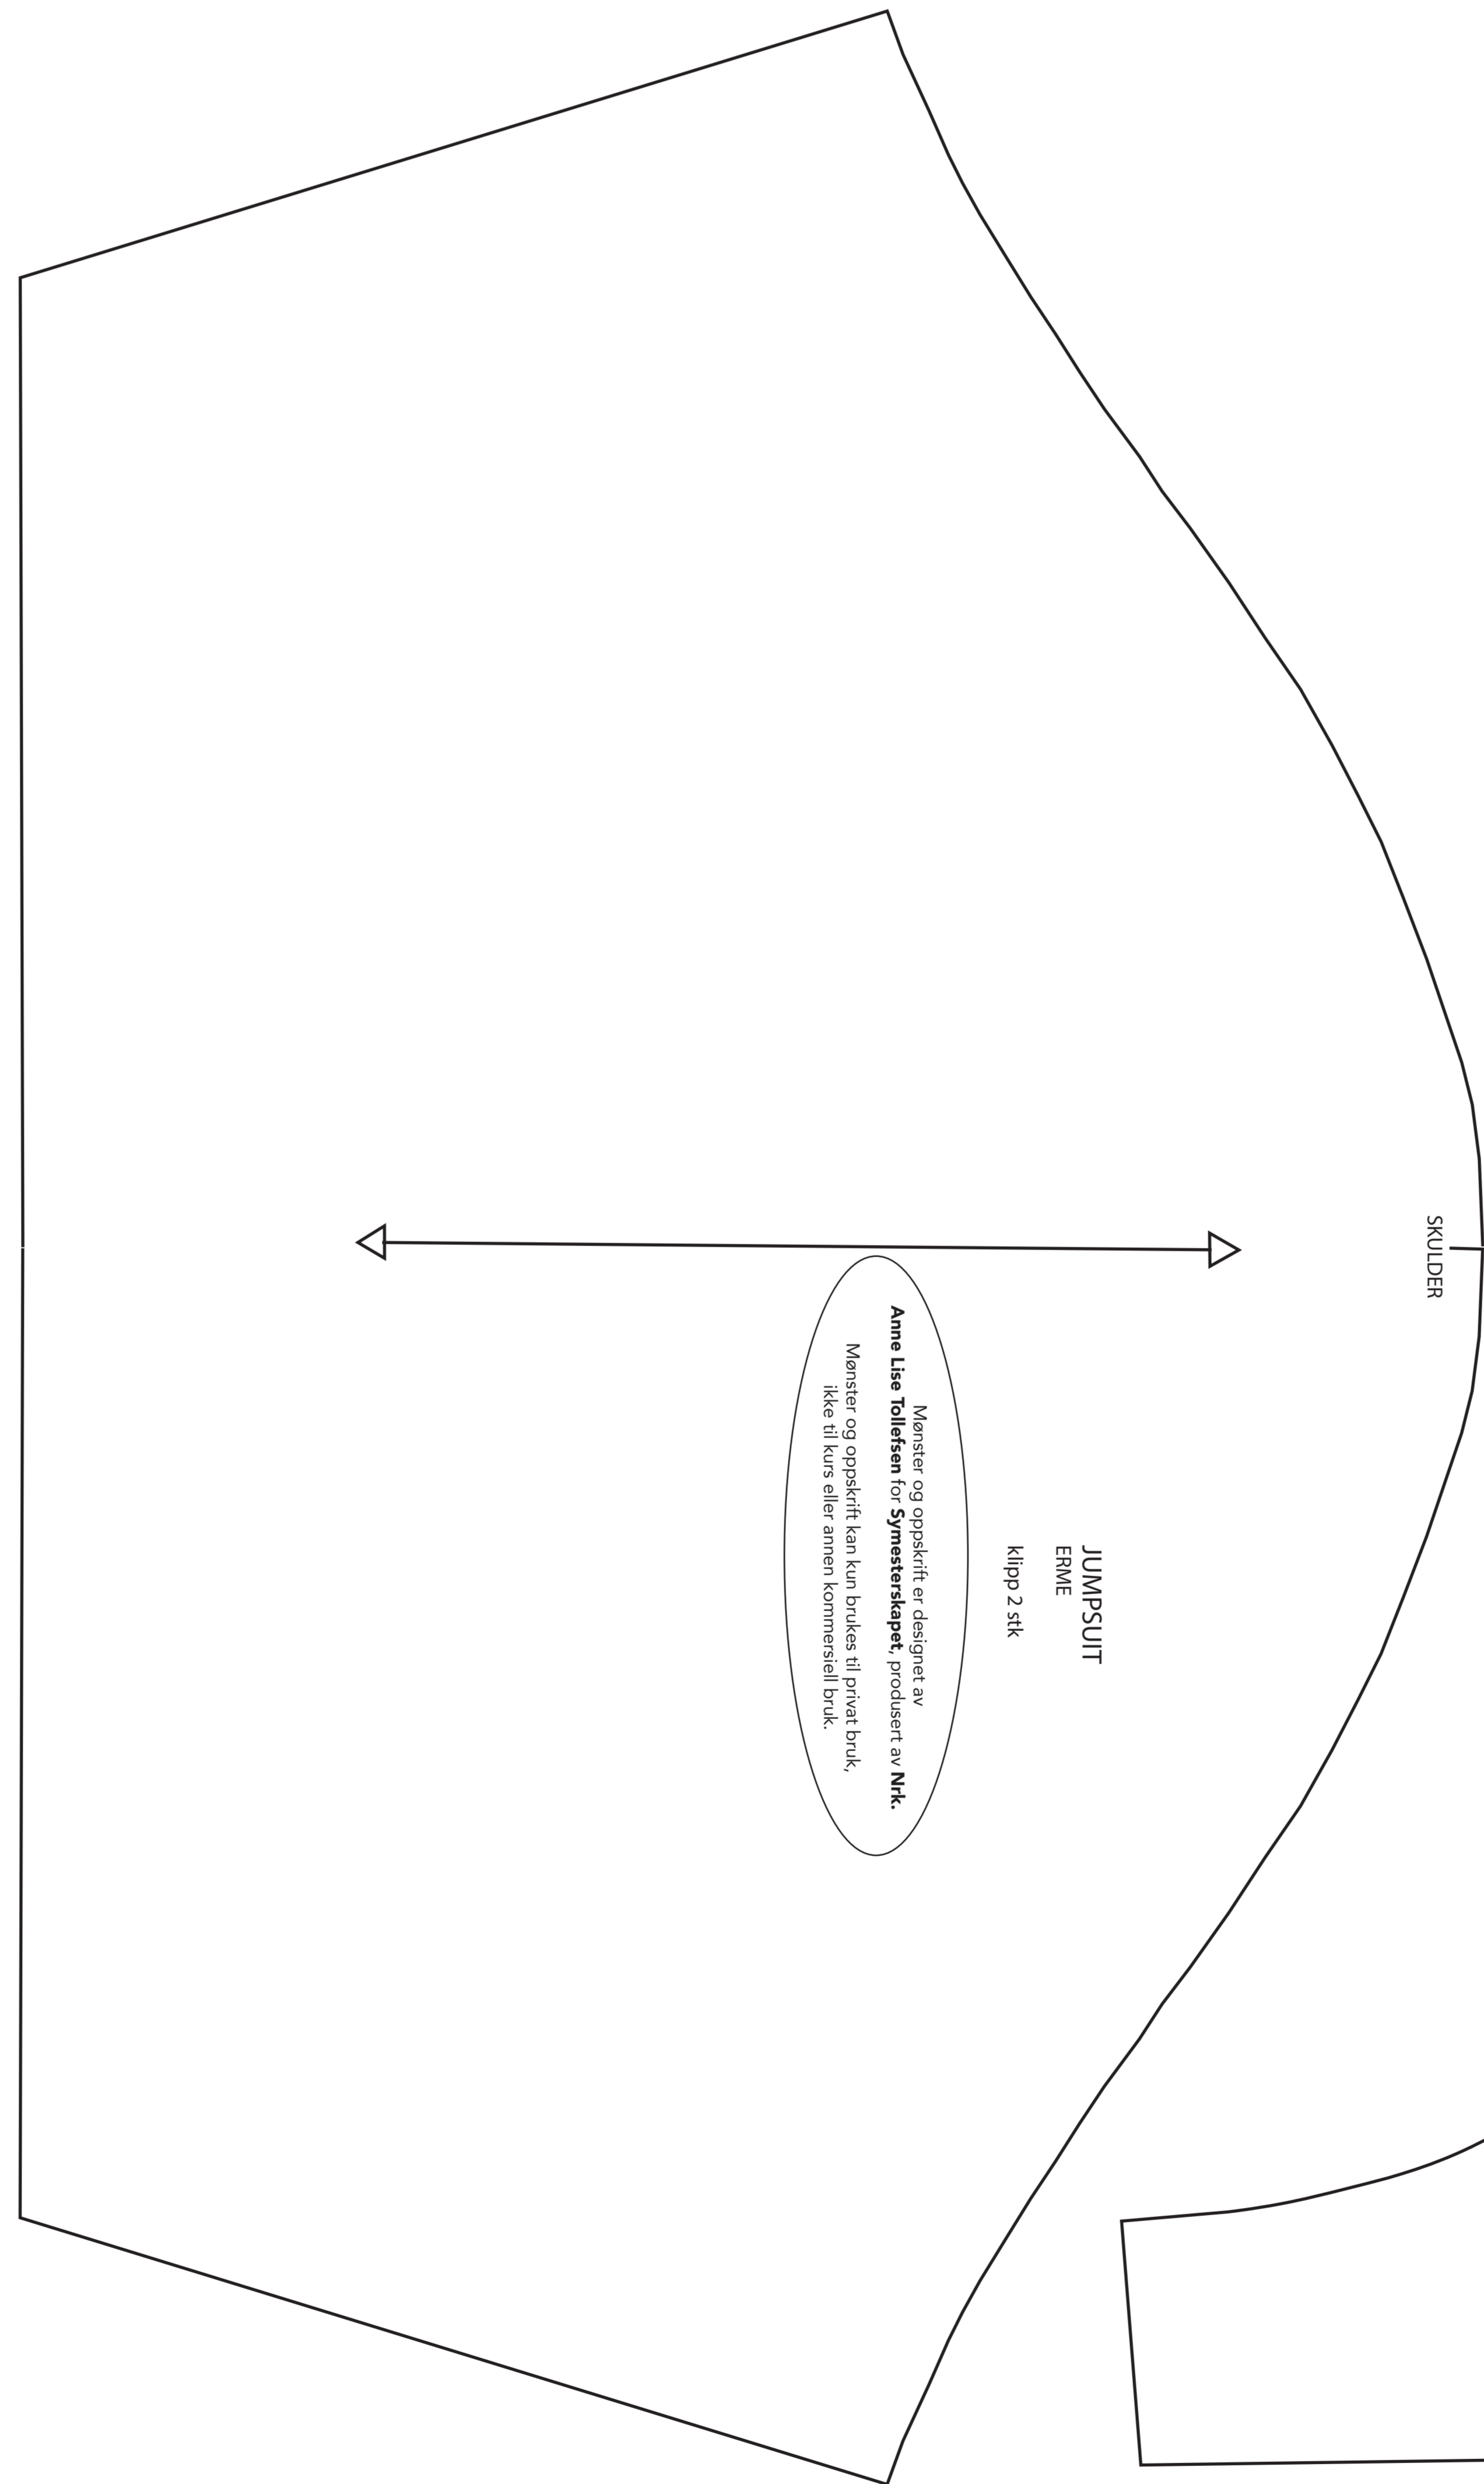 SKULDER
JUMPSUIT
ERME
klipp 2 stk
Mønster og oppskrift er designet av
Anne Lise Tollefsen for Symesterskapet, produsert av Nrk.
Mønster og oppskrift kan kun brukes til privat bruk,
ikke til kurs eller annen kommersiell bruk.